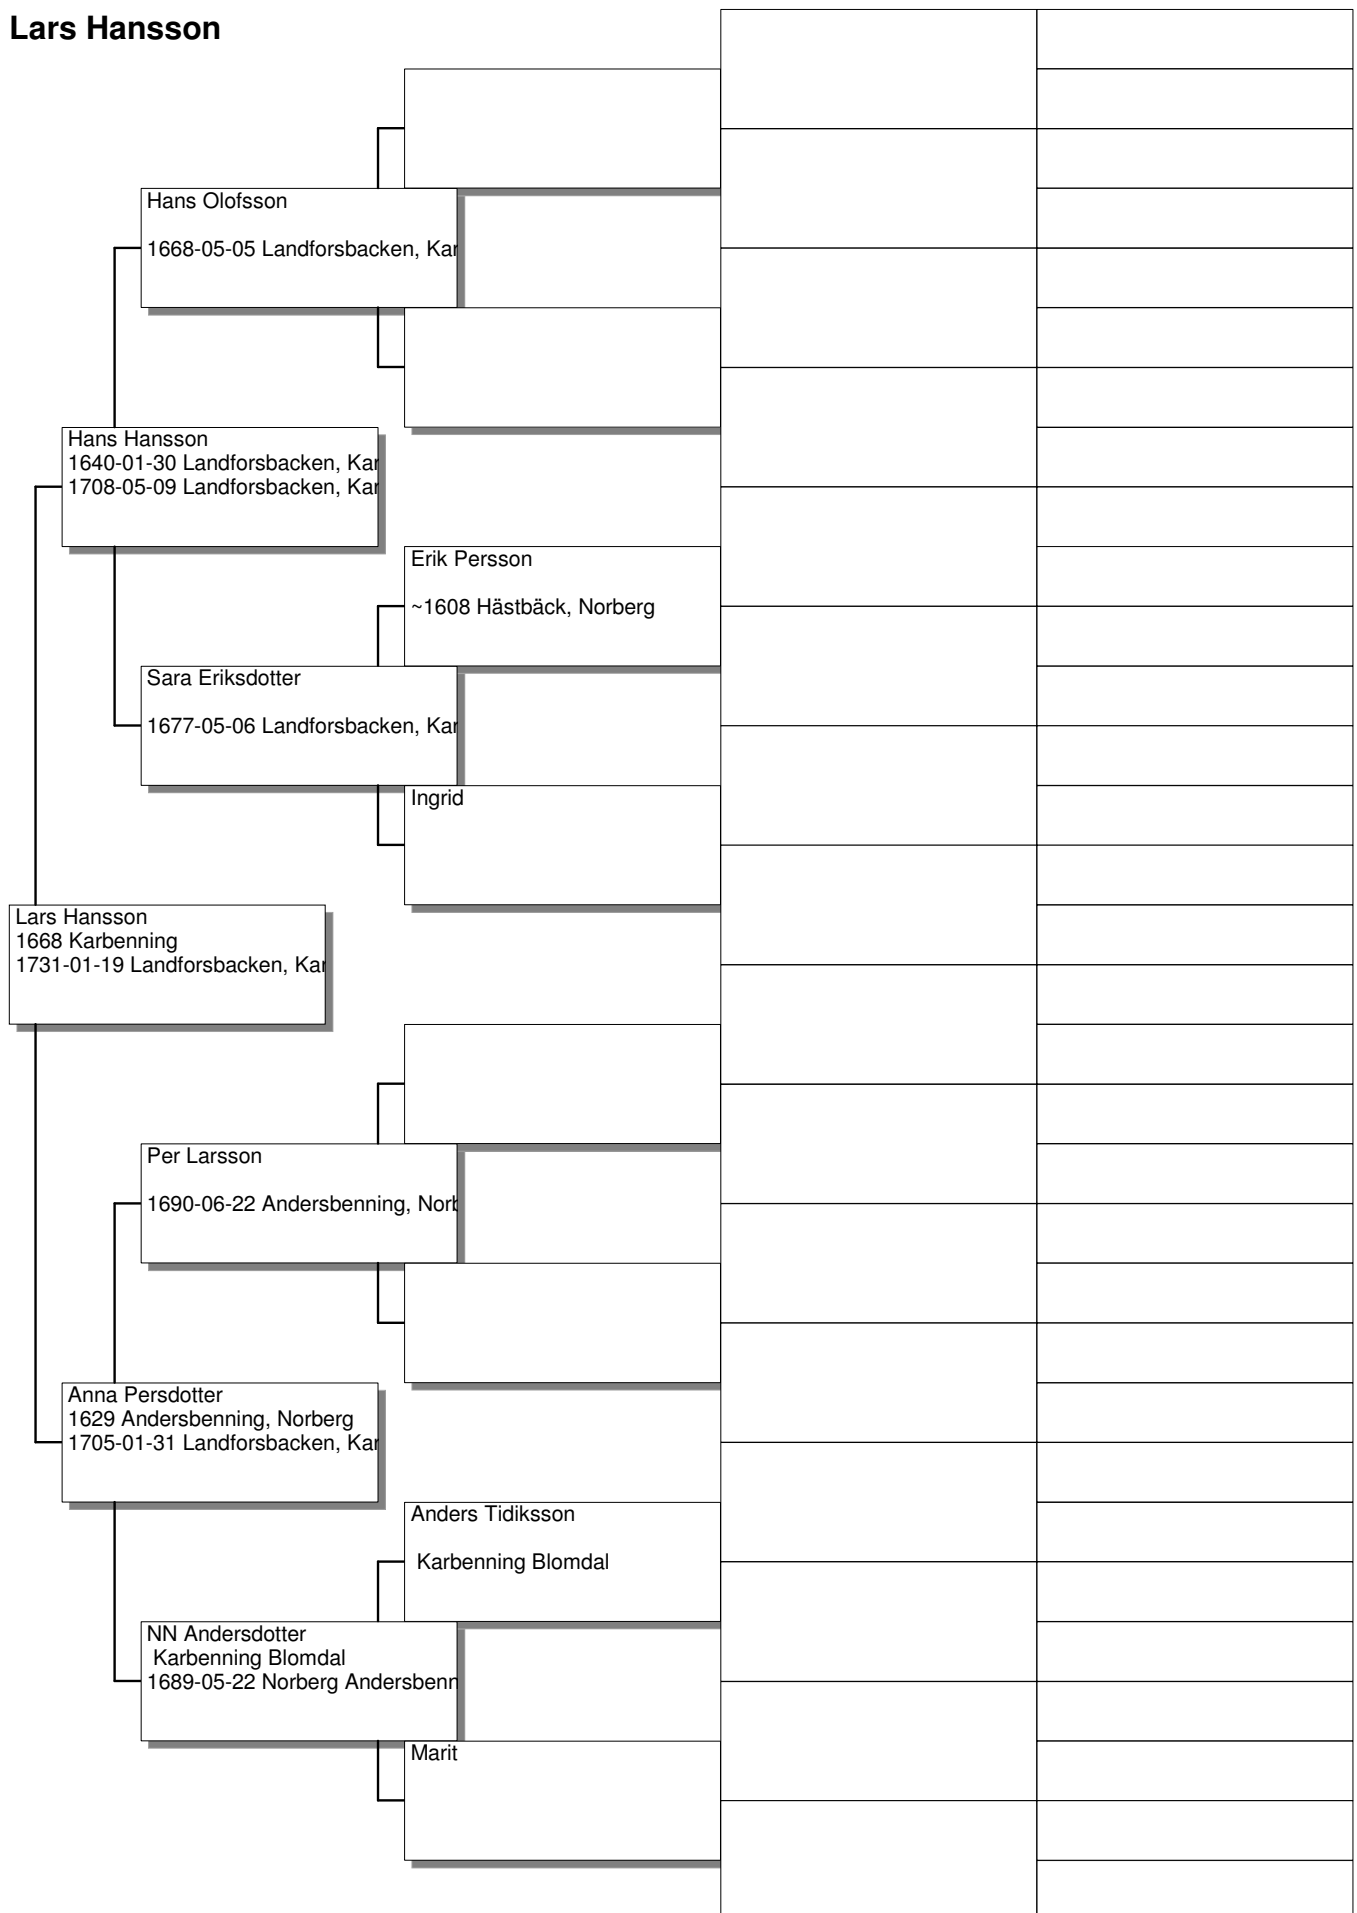 Lars Hansson
Hans Olofsson
1668-05-05 Landforsbacken, Kar
Hans Hansson
1640-01-30 Landforsbacken, Kar
1708-05-09 Landforsbacken, Kar
Erik Persson
~1608 Hästbäck, Norberg
Sara Eriksdotter
1677-05-06 Landforsbacken, Kar
Ingrid
Lars Hansson
1668 Karbenning
1731-01-19 Landforsbacken, Kar
Per Larsson
1690-06-22 Andersbenning, Norb
Anna Persdotter
1629 Andersbenning, Norberg
1705-01-31 Landforsbacken, Kar
Anders Tidiksson
Karbenning Blomdal
NN Andersdotter
Karbenning Blomdal
1689-05-22 Norberg Andersbenn
Marit